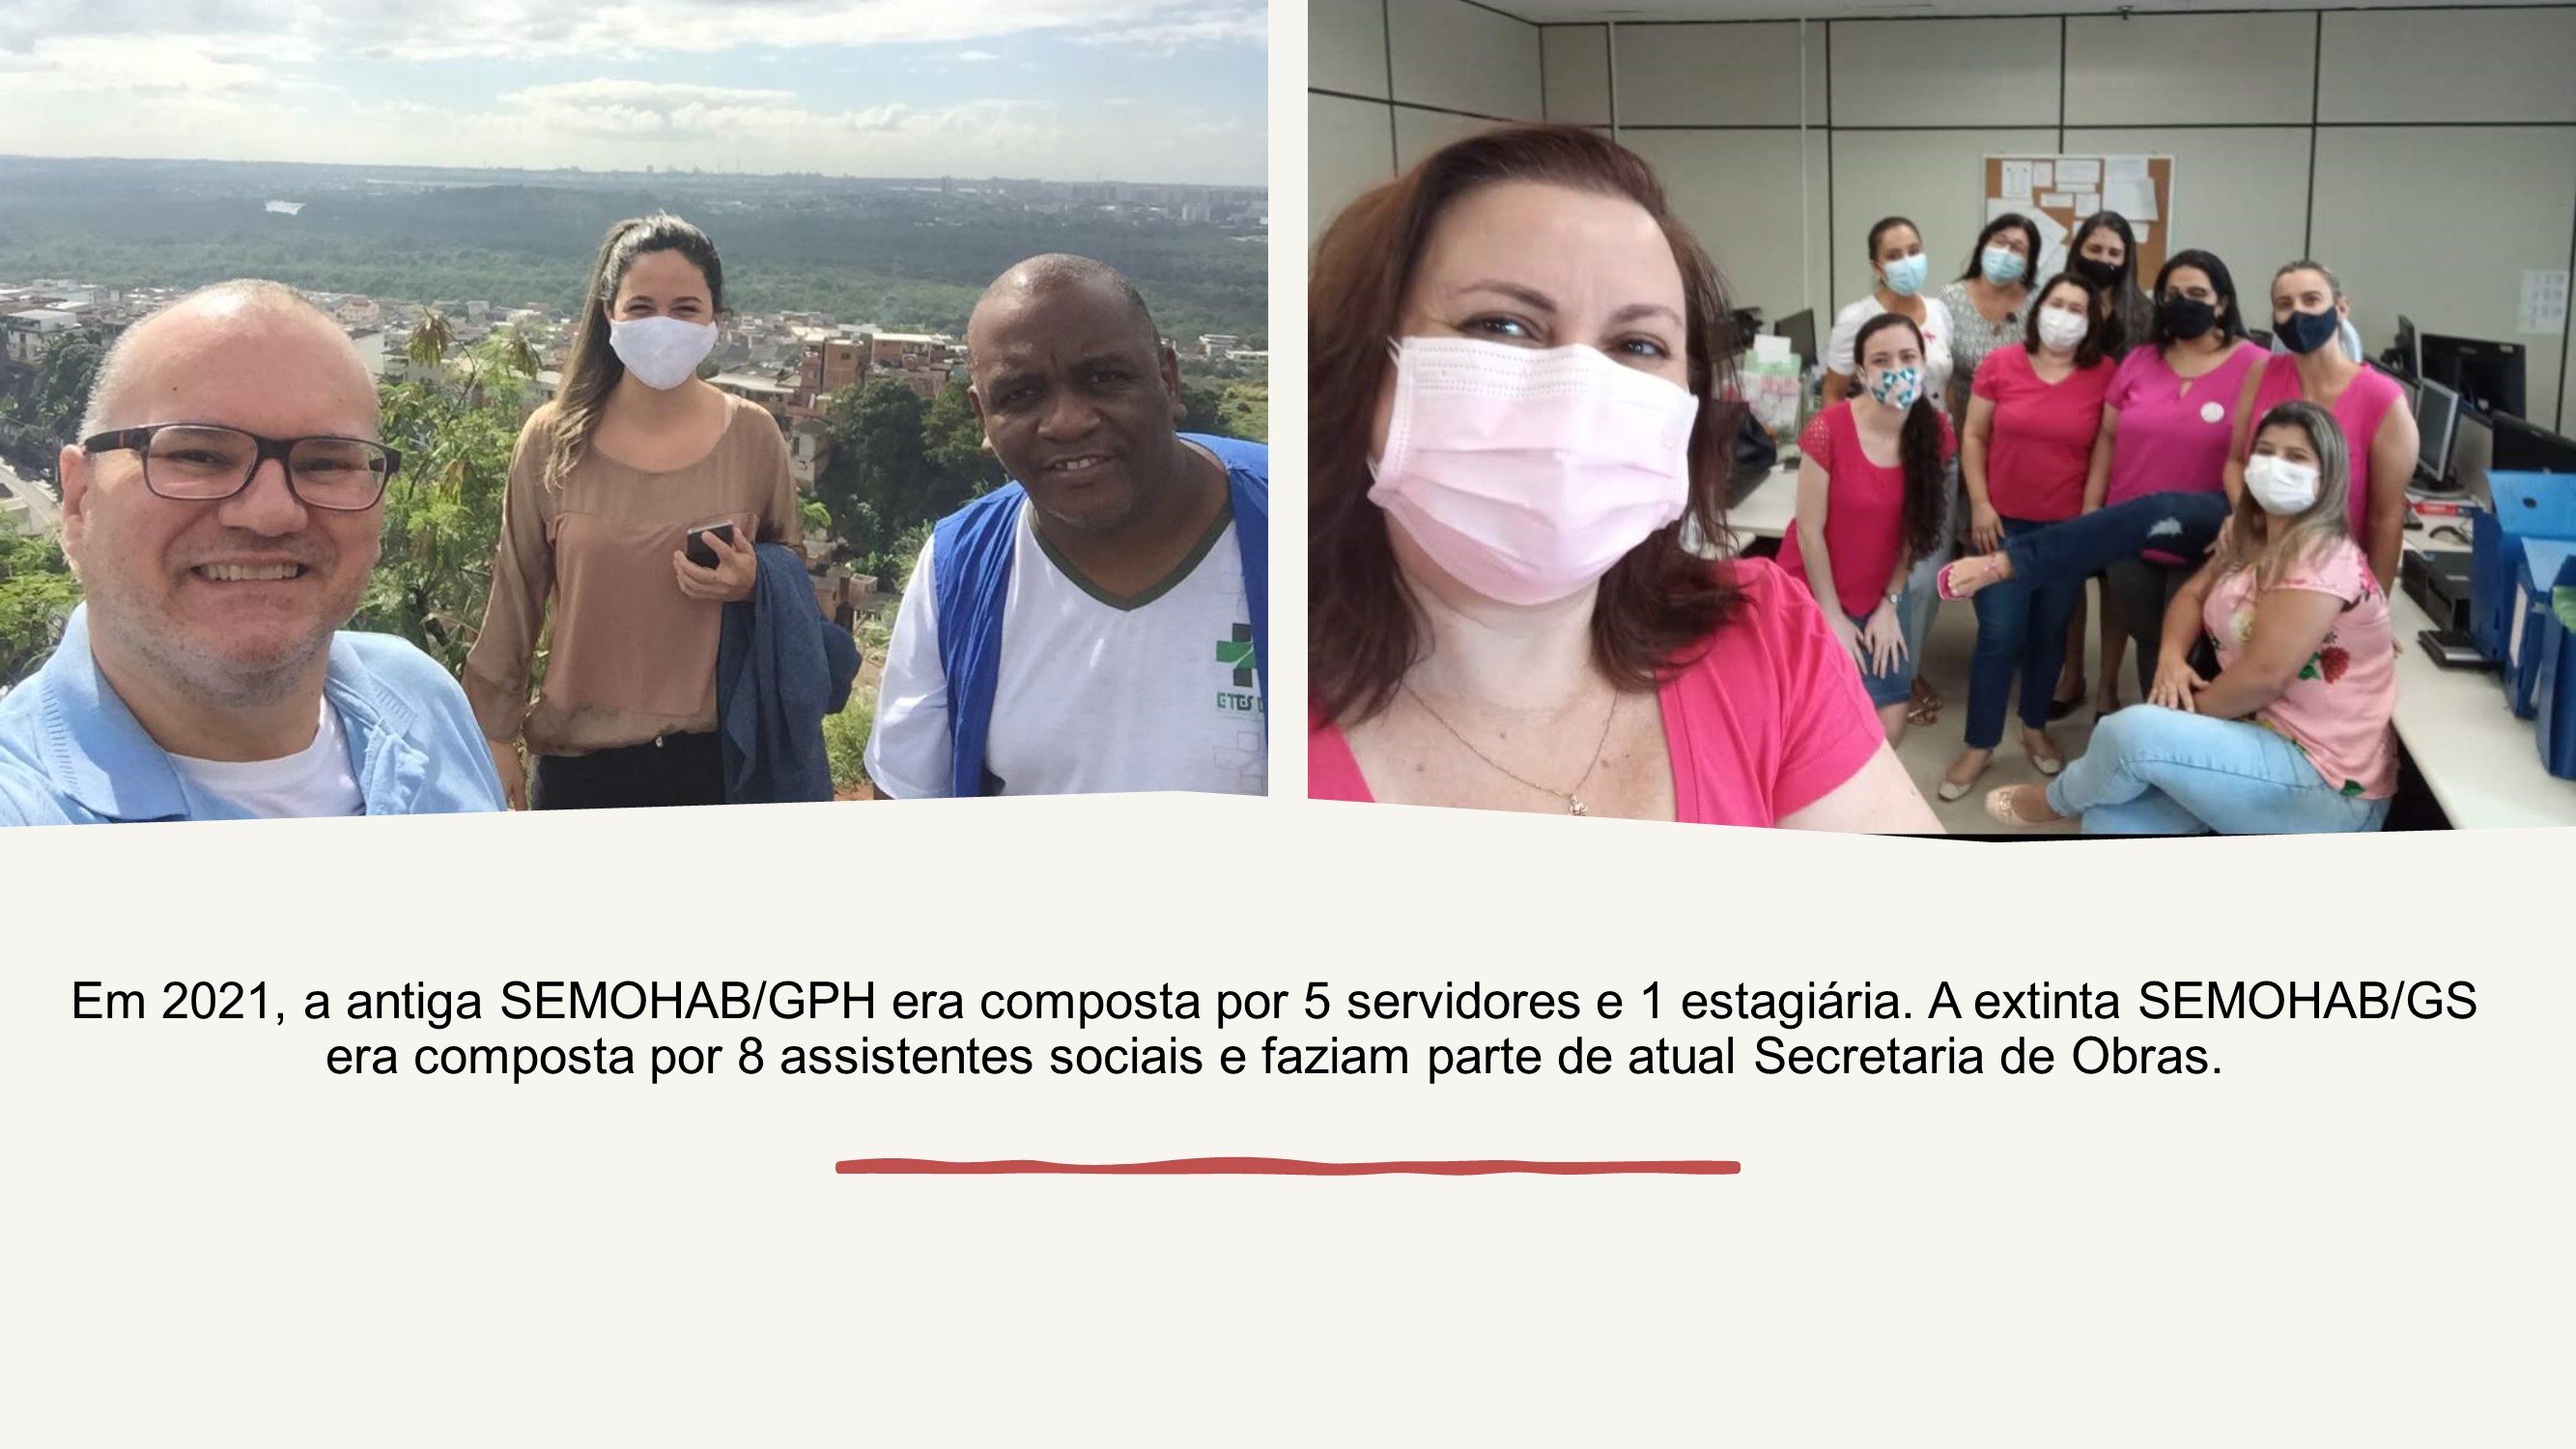 Em 2021, a antiga SEMOHAB/GPH era composta por 5 servidores e 1 estagiária. A extinta SEMOHAB/GS
era composta por 8 assistentes sociais e faziam parte de atual Secretaria de Obras.